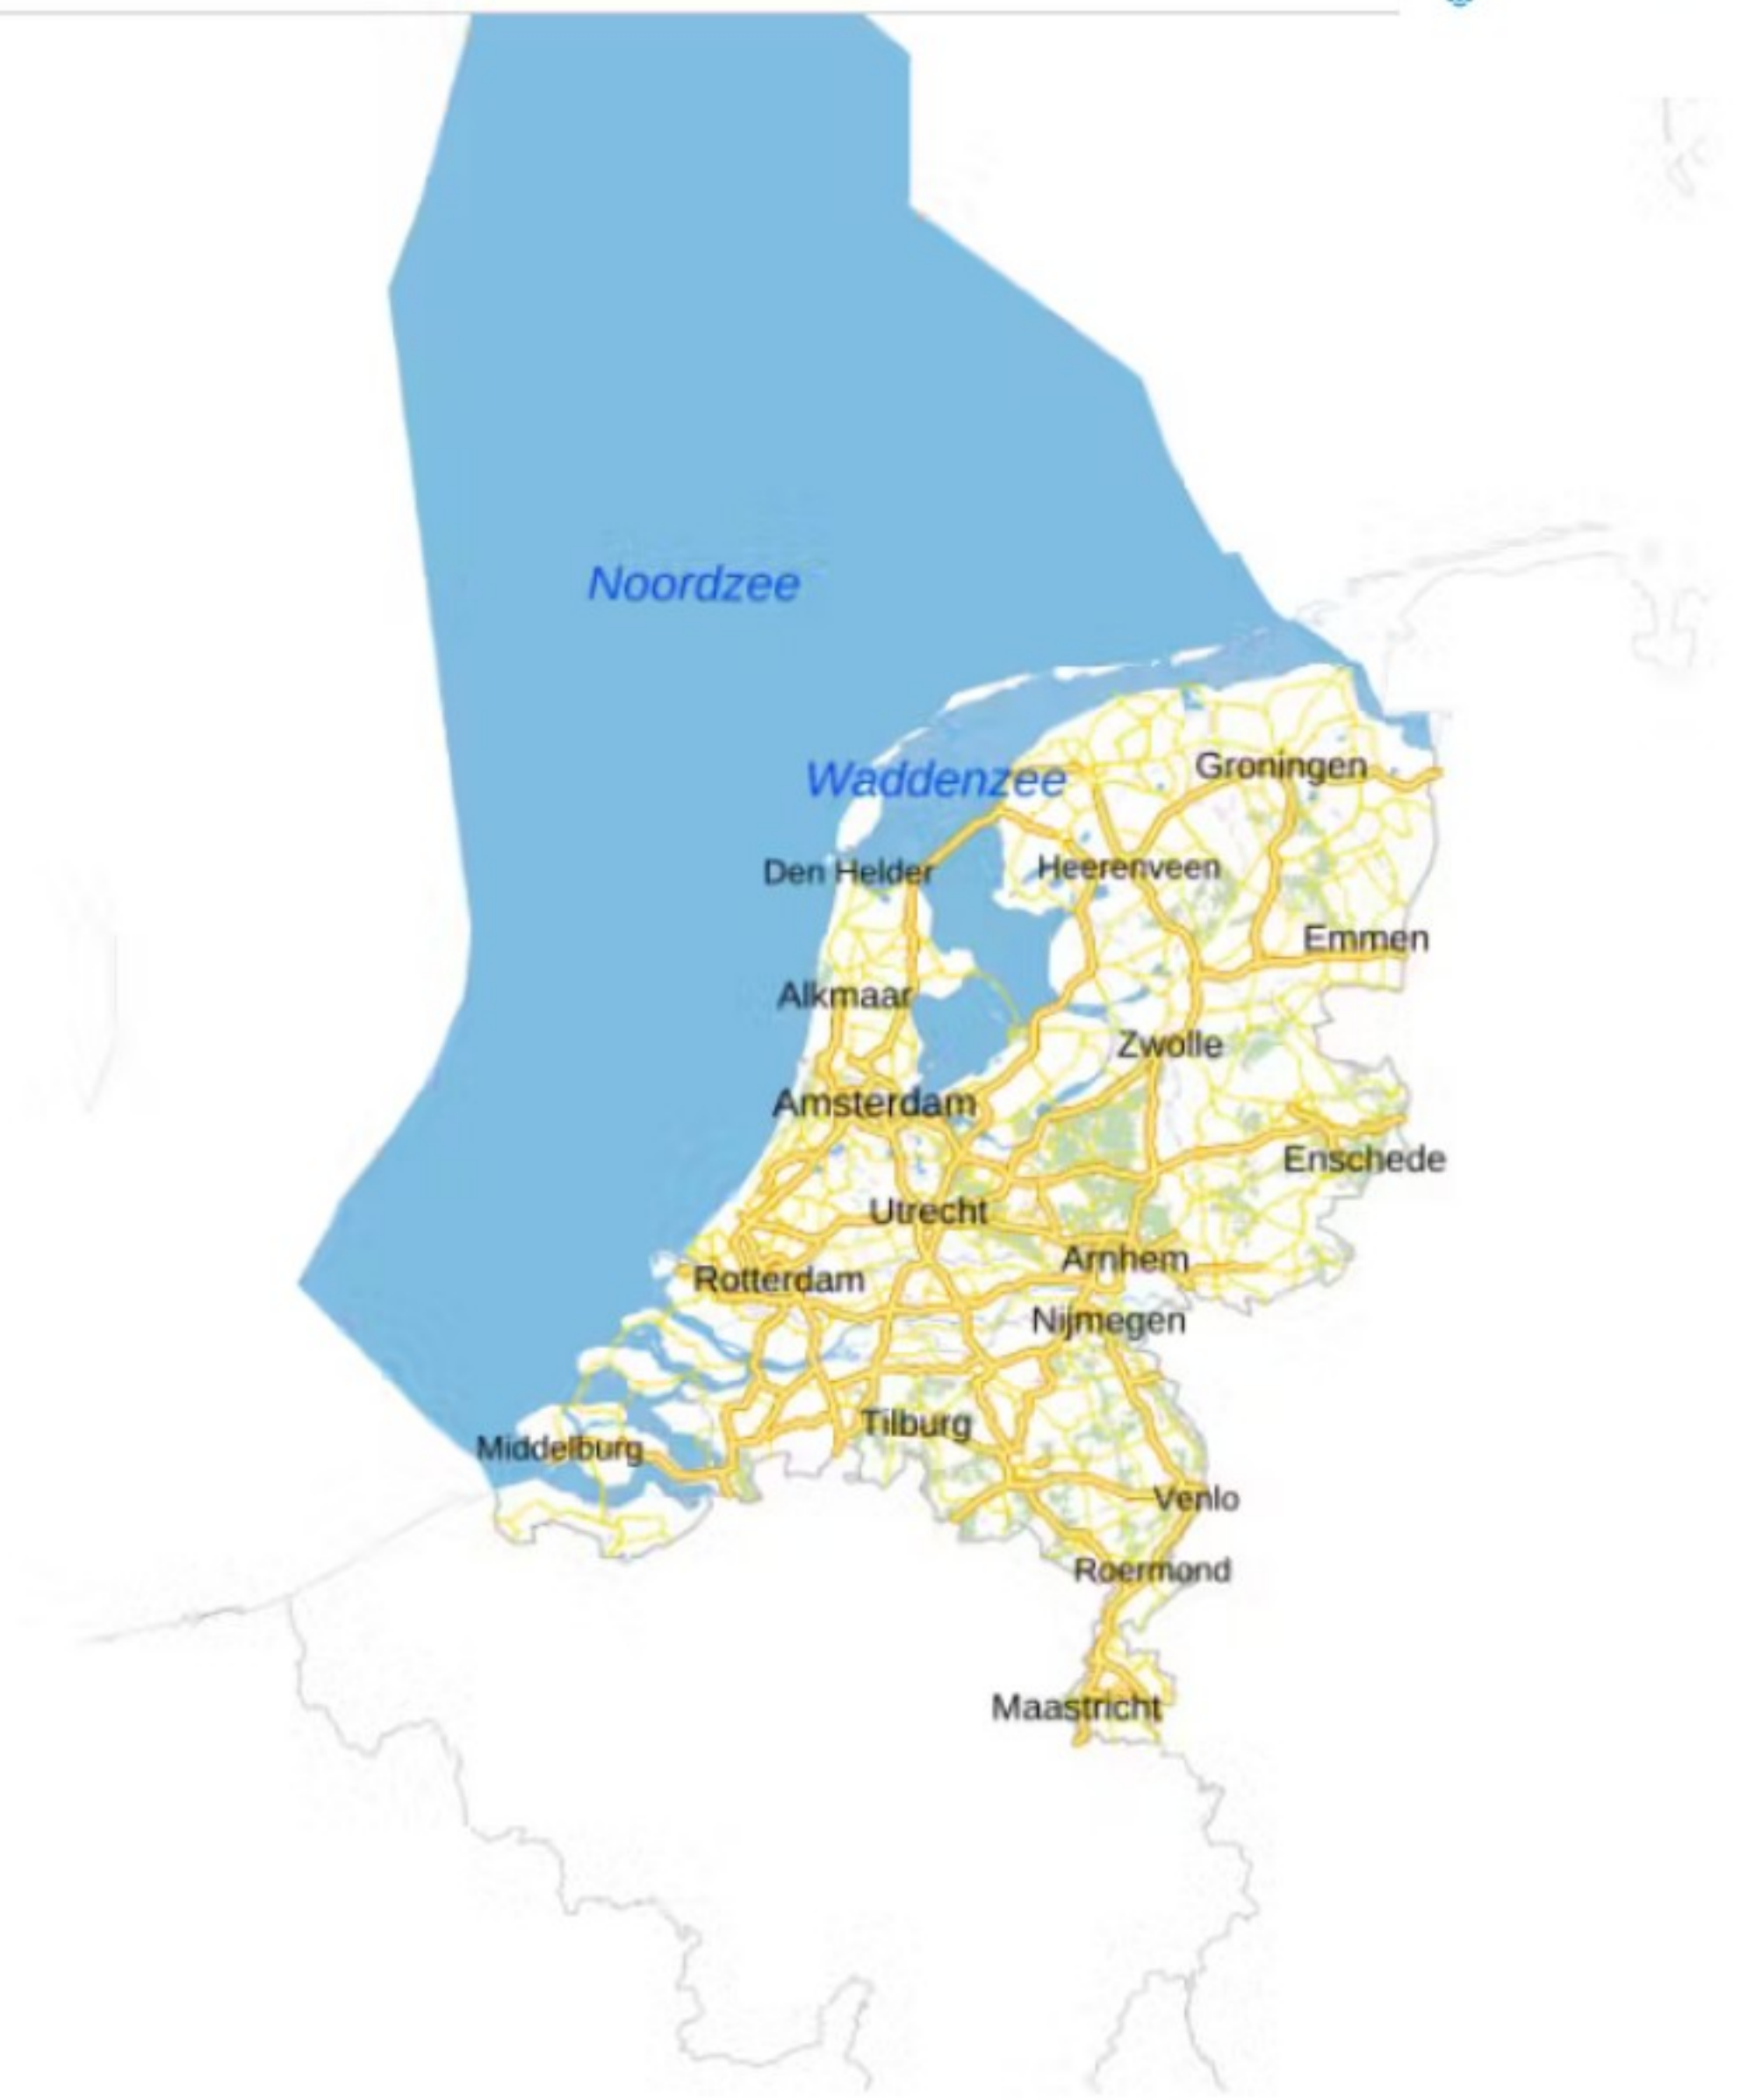 Noordzee
Waddenzee
Groningen
Den Helder
Heerenveen
Emmen
Alkmaar
Zwolle
Amsterdam
Enschede
Utrecht
Arnhem
Rotterdam
Nijmegen
Tilburg
Middelburg
Venlo
Roermond
Maastricht